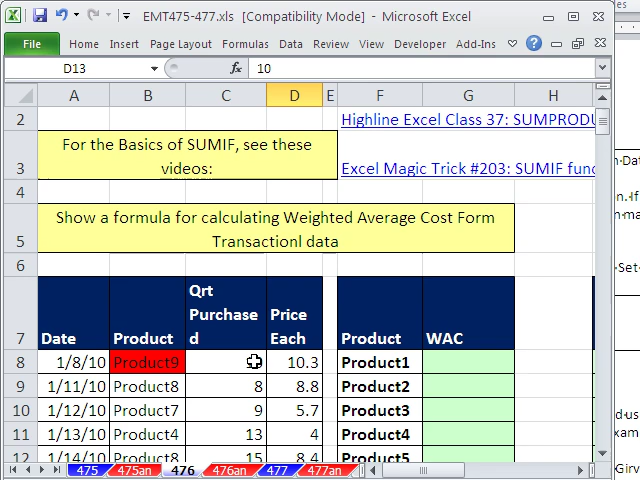 es
EMT475-477.xls [Compatibility Mode] - Microsoft Excel
File Home Insert Page Layout Formulas Data Review View Developer Add-Ins
D13 fx 10
A B C D E F G H
2 Highline Excel Class 37: SUMPRODU
For the Basics of SUMIF, see these
3 videos: Excel Magic Trick #203: SUMIF func
4
Show a formula for calculating Weighted Average Cost Form
5 Transactionl data
6
Qrt
Purchase Price
7 Date Product d Each Product WAC
8 1/8/10 Product9 10.3 Product1
9 1/11/10 Product8 8 8.8 Product2
10 1/12/10 Product7 9 5.7 Product3
11 1/13/10 Product4 13 4 Product4
12 1/14/10 Product8 15 8.4 Product5
475 475an 476 476an 477 477an
Dat
Set